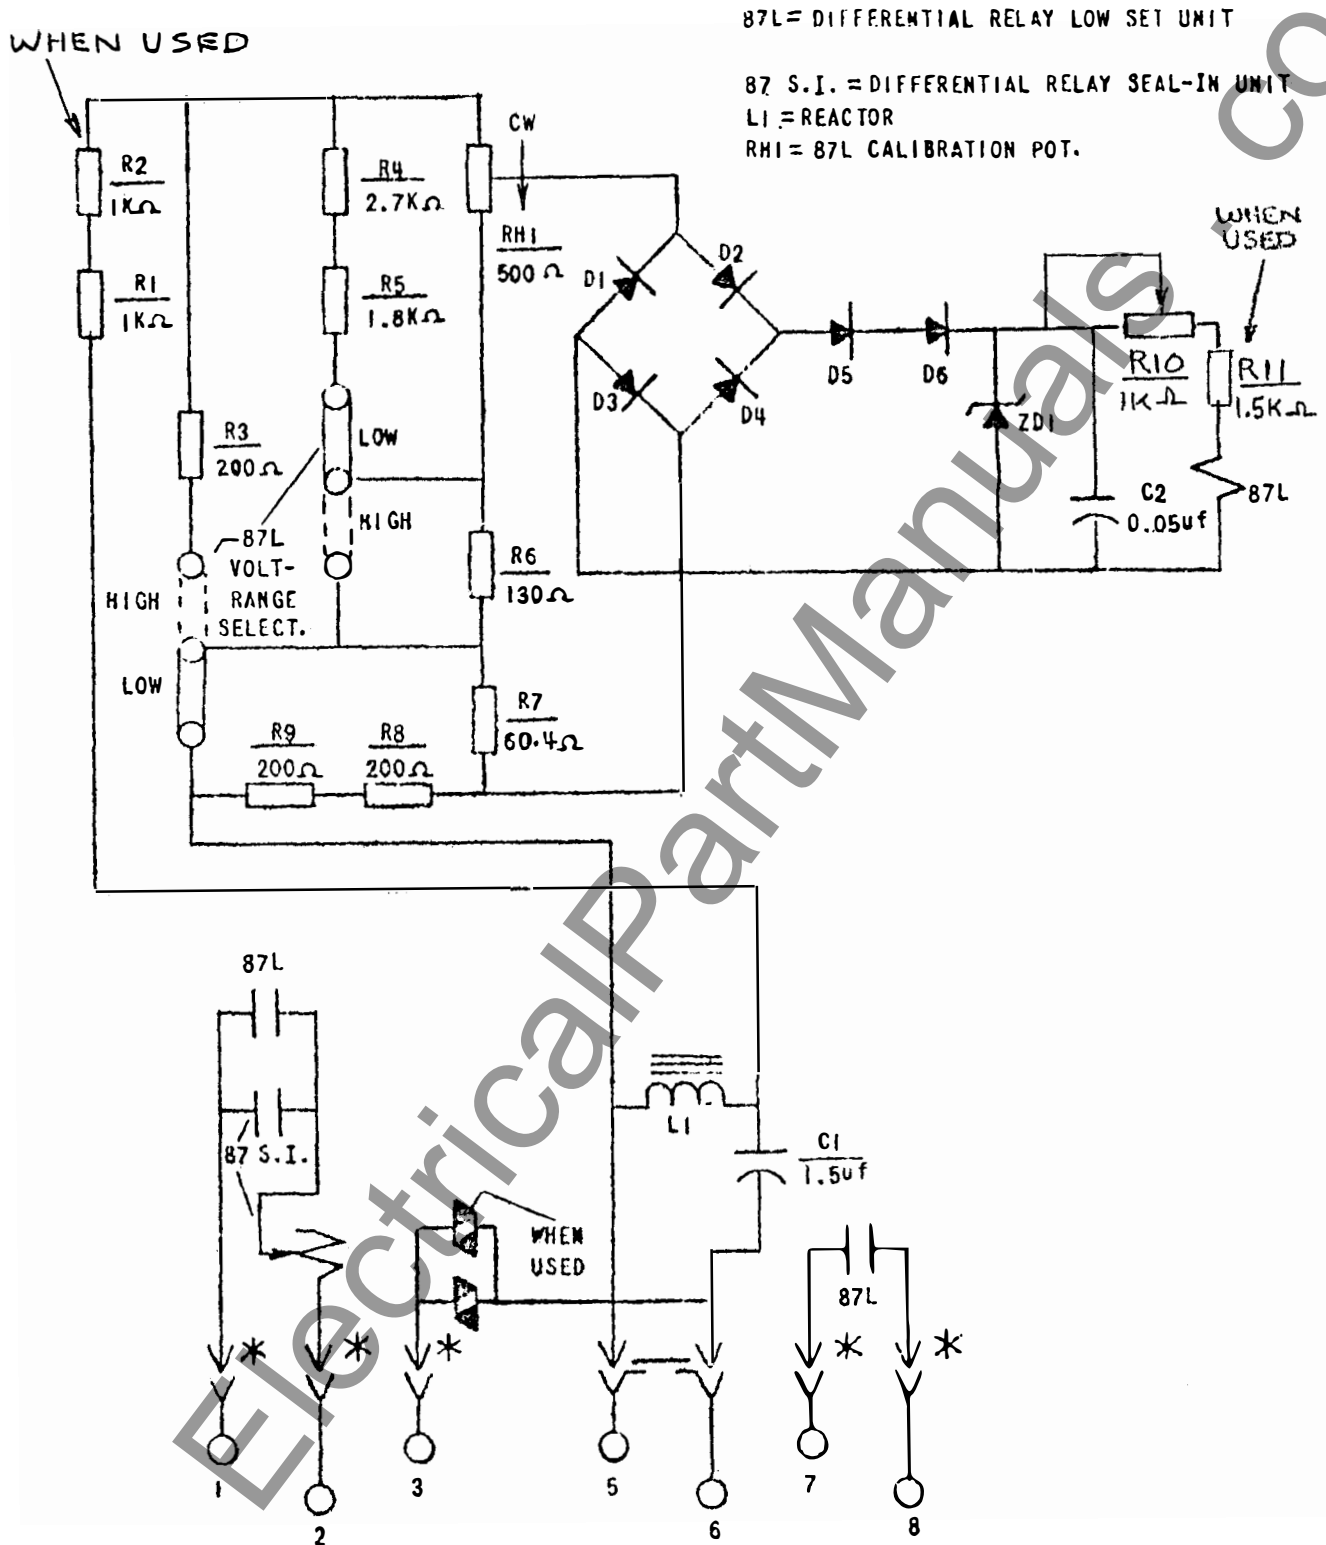 87L = DIFFERENTIAL RELAY LOW SET UNIT
87 S.I. = DIFFERENTIAL RELAY SEAL-IN UNIT
L1 = REACTOR
RH1 = 87L CALIBRATION POT.
WHEN USED
CW
R2
1KΩ
R4
2.7KΩ
RH1
500Ω
R1
1KΩ
R5
1.8KΩ
D1
D2
D3
D4
D5
D6
WHEN
USED
R10
1KΩ
R11
1.5KΩ
ZD1
C2
0.05uf
87L
R3
200Ω
LOW
HIGH
87L
VOLT-
RANGE
SELECT.
HIGH
LOW
R6
130Ω
R7
60.4Ω
R9
200Ω
R8
200Ω
87L
87 S.I.
L1
C1
1.5uf
WHEN
USED
87L
* * * * *
1
2
3
5
6
7
8
ElectricalPartManuals . co